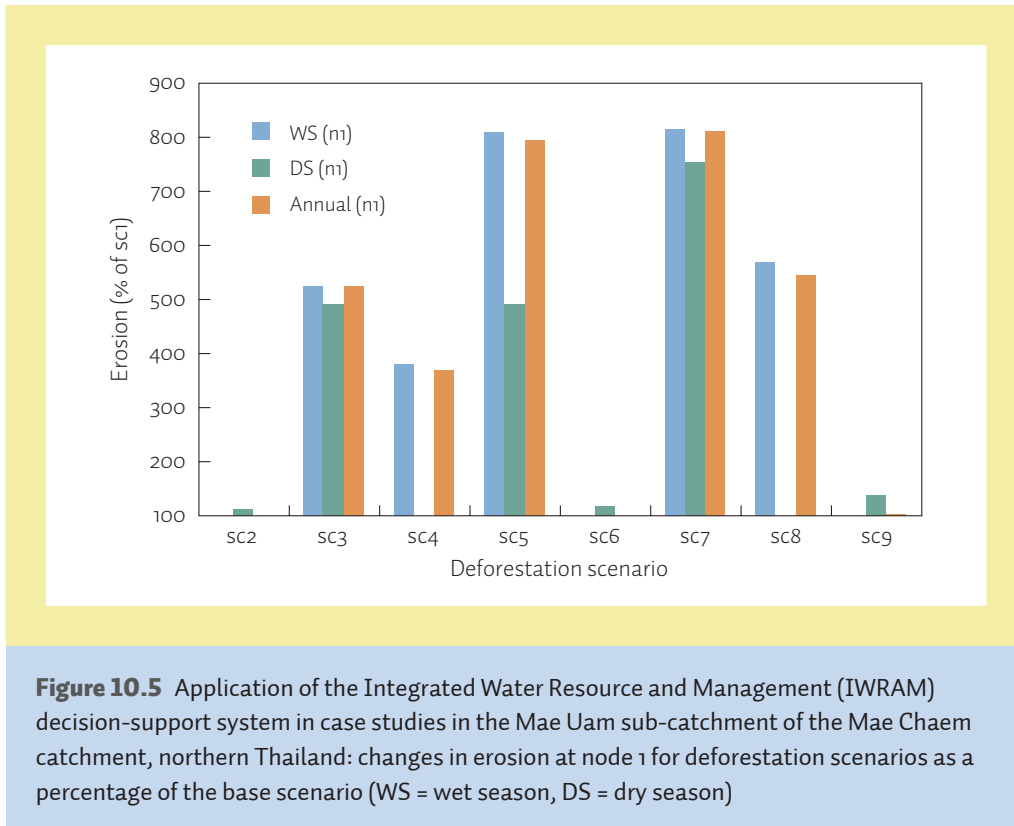 900
800
700
600
500
400
300
200
100
Erosion (% of sc1)
WS (n1)
DS (n1)
Annual (n1)
sc2 sc3 sc4 sc5 sc6 sc7 sc8 sc9
Deforestation scenario
Figure 10.5 Application of the Integrated Water Resource and Management (IWRAM)
decision-support system in case studies in the Mae Uam sub-catchment of the Mae Chaem
catchment, northern Thailand: changes in erosion at node 1 for deforestation scenarios as a
percentage of the base scenario (WS = wet season, DS = dry season)